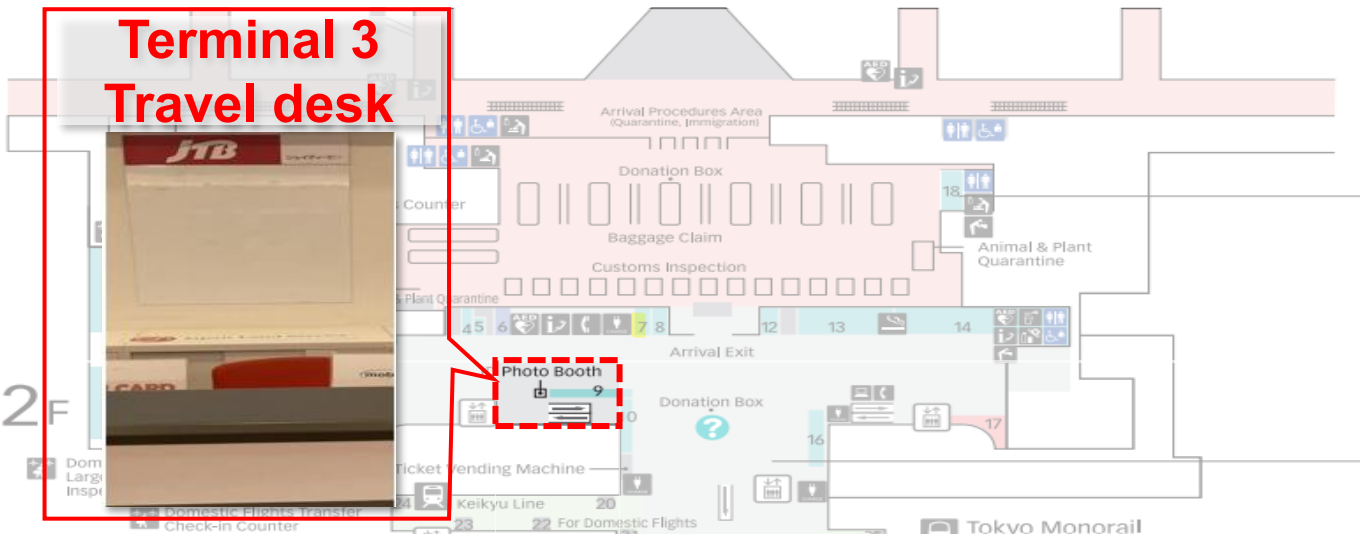 Terminal 3
Travel desk
JTB
CARD
AED
Arrival Procedures Area
(Quarantine, Immigration)
Donation Box
Counter
18
Baggage Claim
Animal & Plant
Quarantine
Customs Inspection
& Plant Quarantine
4 5 6 AED 7 8 12 13 14
Arrival Exit
Photo Booth
9
Donation Box
?
17
16
2F
Ticket Vending Machine
24 Keikyu Line 20
23 22 For Domestic Flights
Domestic Flights Transfer
Check-in Counter
Tokyo Monorail